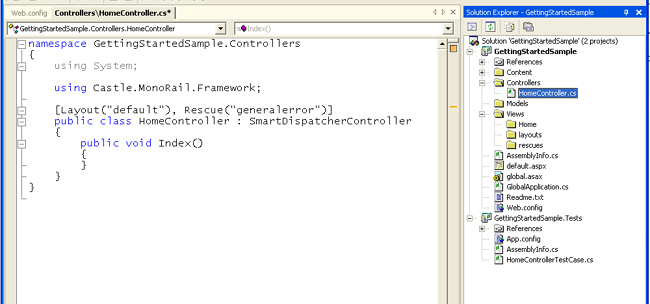 Web.config Controllers\HomeController.cs*
GettingStartedSample.Controllers.HomeController
Index()
namespace GettingStartedSample.Controllers
{
using System;
using Castle.MonoRail.Framework;
[Layout("default"), Rescue("generalerror")]
public class HomeController : SmartDispatcherController
{
public void Index()
{
}
}
}
Solution Explorer - GettingStartedSample
Solution 'GettingStartedSample' (2 projects)
GettingStartedSample
References
Content
Controllers
HomeController.cs
Models
Views
Home
layouts
rescues
AssemblyInfo.cs
default.aspx
global.asax
GlobalApplication.cs
Readme.txt
Web.config
GettingStartedSample.Tests
References
App.config
AssemblyInfo.cs
HomeControllerTestCase.cs